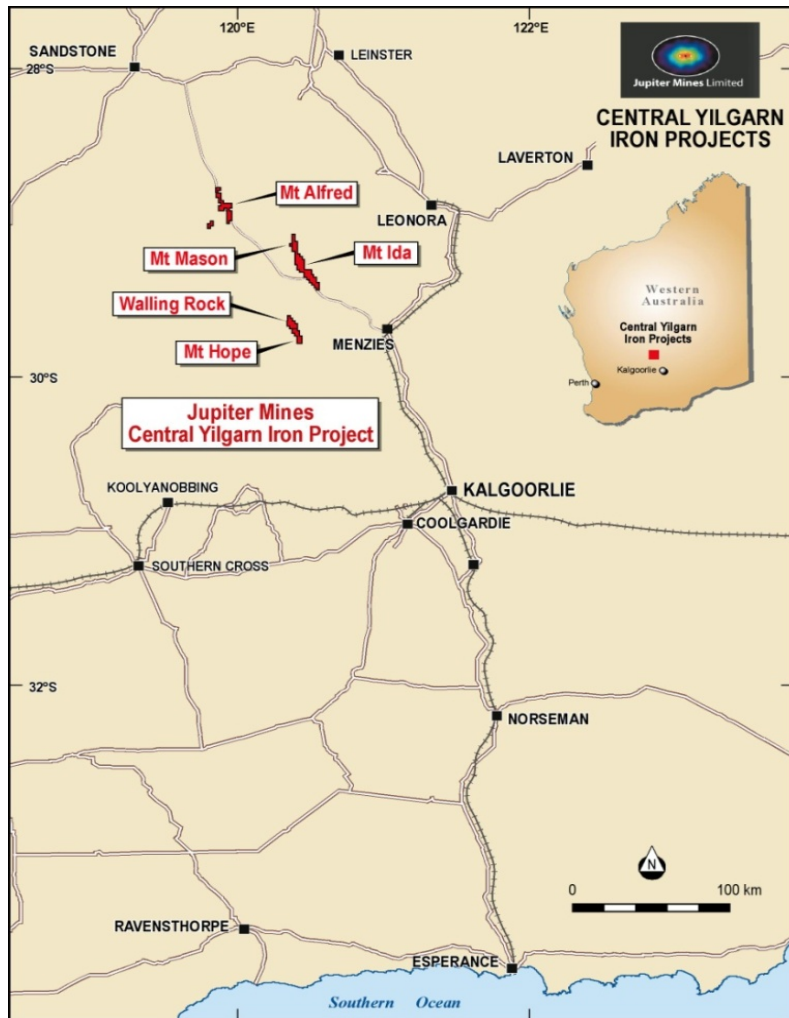 120°E
122°E
SANDSTONE
28°S
LEINSTER
Jupiter Mines Limited
CENTRAL YILGARN
IRON PROJECTS
LAVERTON
Mt Alfred
LEONORA
Mt Mason
Mt Ida
Walling Rock
MENZIES
Mt Hope
Western
Australia
Central Yilgarn
Iron Projects
Perth
Kalgoorlie
30°S
Jupiter Mines
Central Yilgarn Iron Project
KOOLYANOBBING
KALGOORLIE
COOLGARDIE
SOUTHERN CROSS
32°S
NORSEMAN
N
0
100 km
RAVENSTHORPE
ESPERANCE
Southern Ocean